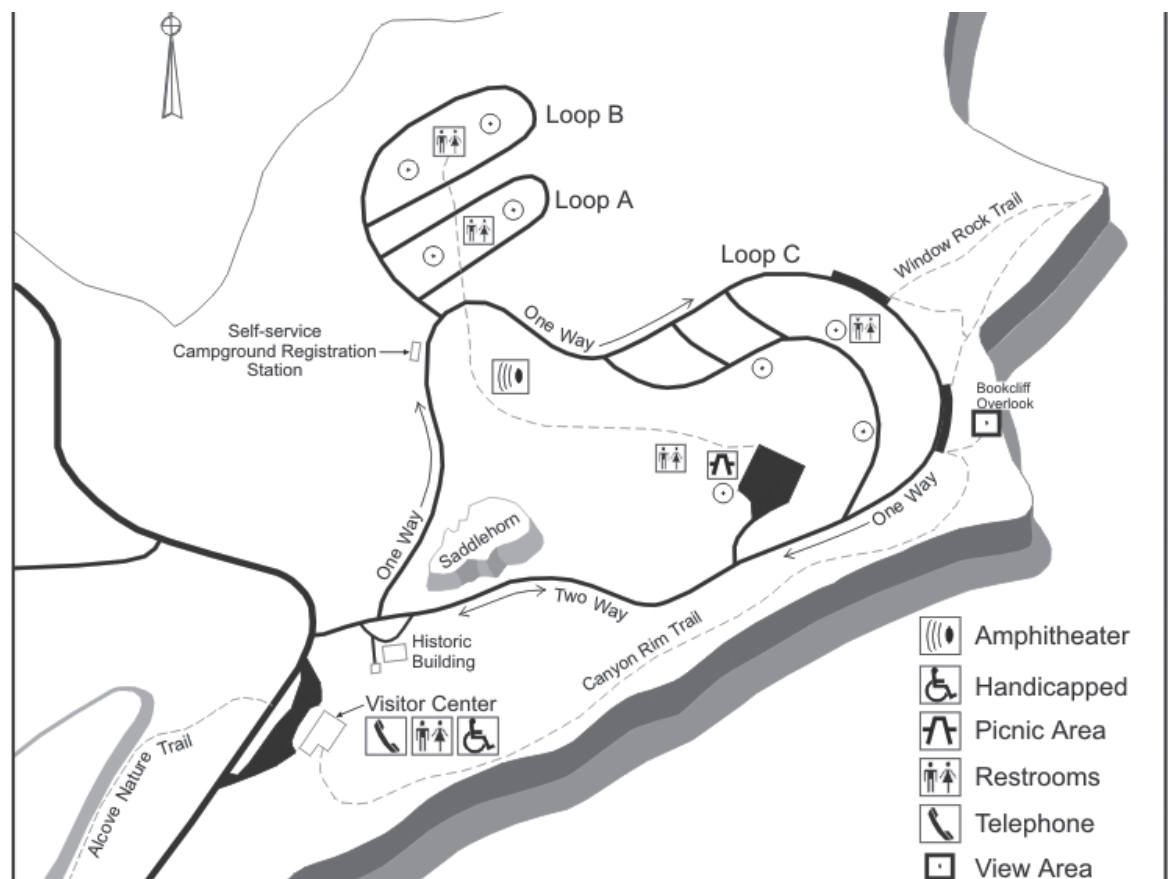 Loop B
Loop A
Loop C
Window Rock Trail
One Way
Self-service
Campground Registration
Station
Bookcliff
Overlook
One Way
One Way
Saddlehorn
Two Way
Canyon Rim Trail
Historic
Building
Visitor Center
Alcove Nature Trail
Amphitheater
Handicapped
Picnic Area
Restrooms
Telephone
View Area